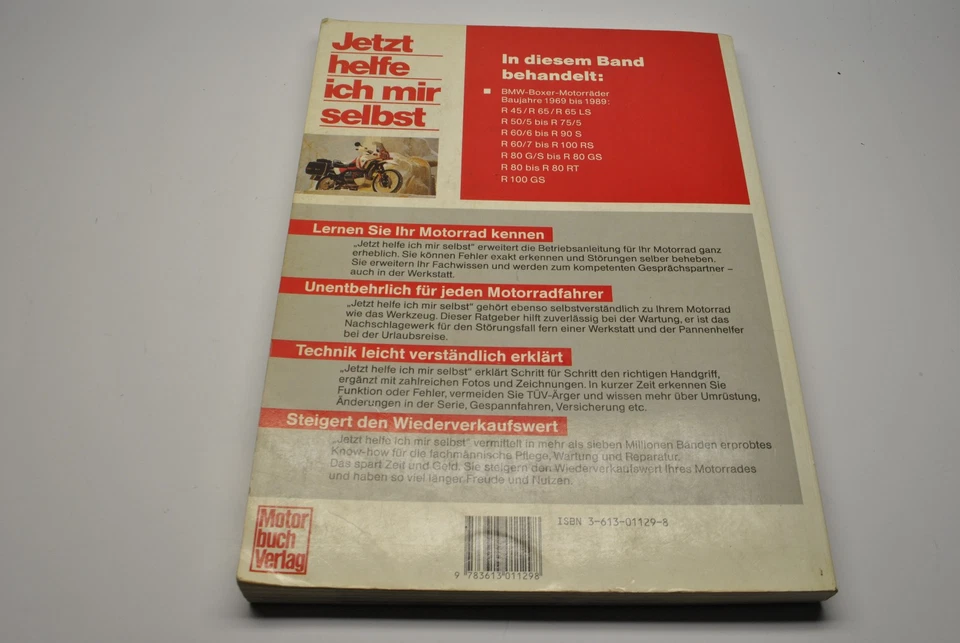 Jetzt
helfe
ich mir
selbst
In diesem Band
behandelt:
BMW-Boxer-Motorräder
Baujahre 1969 bis 1989:
R 45/R 65/R 65 LS
R 50/5 bis R 75/5
R 60/6 bis R 90 S
R 60/7 bis R 100 RS
R 80 G/S bis R 80 GS
R 80 bis R 80 RT
R 100 GS
Lernen Sie Ihr Motorrad kennen
„Jetzt helfe ich mir selbst“ erweitert die Betriebsanleitung für Ihr Motorrad ganz
erheblich. Sie können Fehler exakt erkennen und Störungen selber beheben.
Sie erweitern Ihr Fachwissen und werden zum kompetenten Gesprächspartner –
auch in der Werkstatt.
Unentbehrlich für jeden Motorradfahrer
„Jetzt helfe ich mir selbst“ gehört ebenso selbstverständlich zu Ihrem Motorrad
wie das Werkzeug. Dieser Ratgeber hilft zuverlässig bei der Wartung, er ist das
Nachschlagewerk für den Störungsfall fern einer Werkstatt und der Pannenhelfer
bei der Urlaubsreise.
Technik leicht verständlich erklärt
„Jetzt helfe ich mir selbst“ erklärt Schritt für Schritt den richtigen Handgriff,
ergänzt mit zahlreichen Fotos und Zeichnungen. In kurzer Zeit erkennen Sie
Funktion oder Fehler, vermeiden Sie TÜV-Ärger und wissen mehr über Umrüstung,
Änderungen in der Serie, Gespannfahren, Versicherung etc.
Steigert den Wiederverkaufswert
„Jetzt helfe ich mir selbst“ vermittelt in mehr als sieben Millionen Bänden erprobtes
Know-how für die fachmännische Pflege, Wartung und Reparatur.
Das spart Zeit und Geld. Sie steigern den Wiederverkaufswert Ihres Motorrades
und haben so viel länger Freude und Nutzen.
Motor
buch
Verlag
ISBN 3-613-01129-8
9 783613 011298